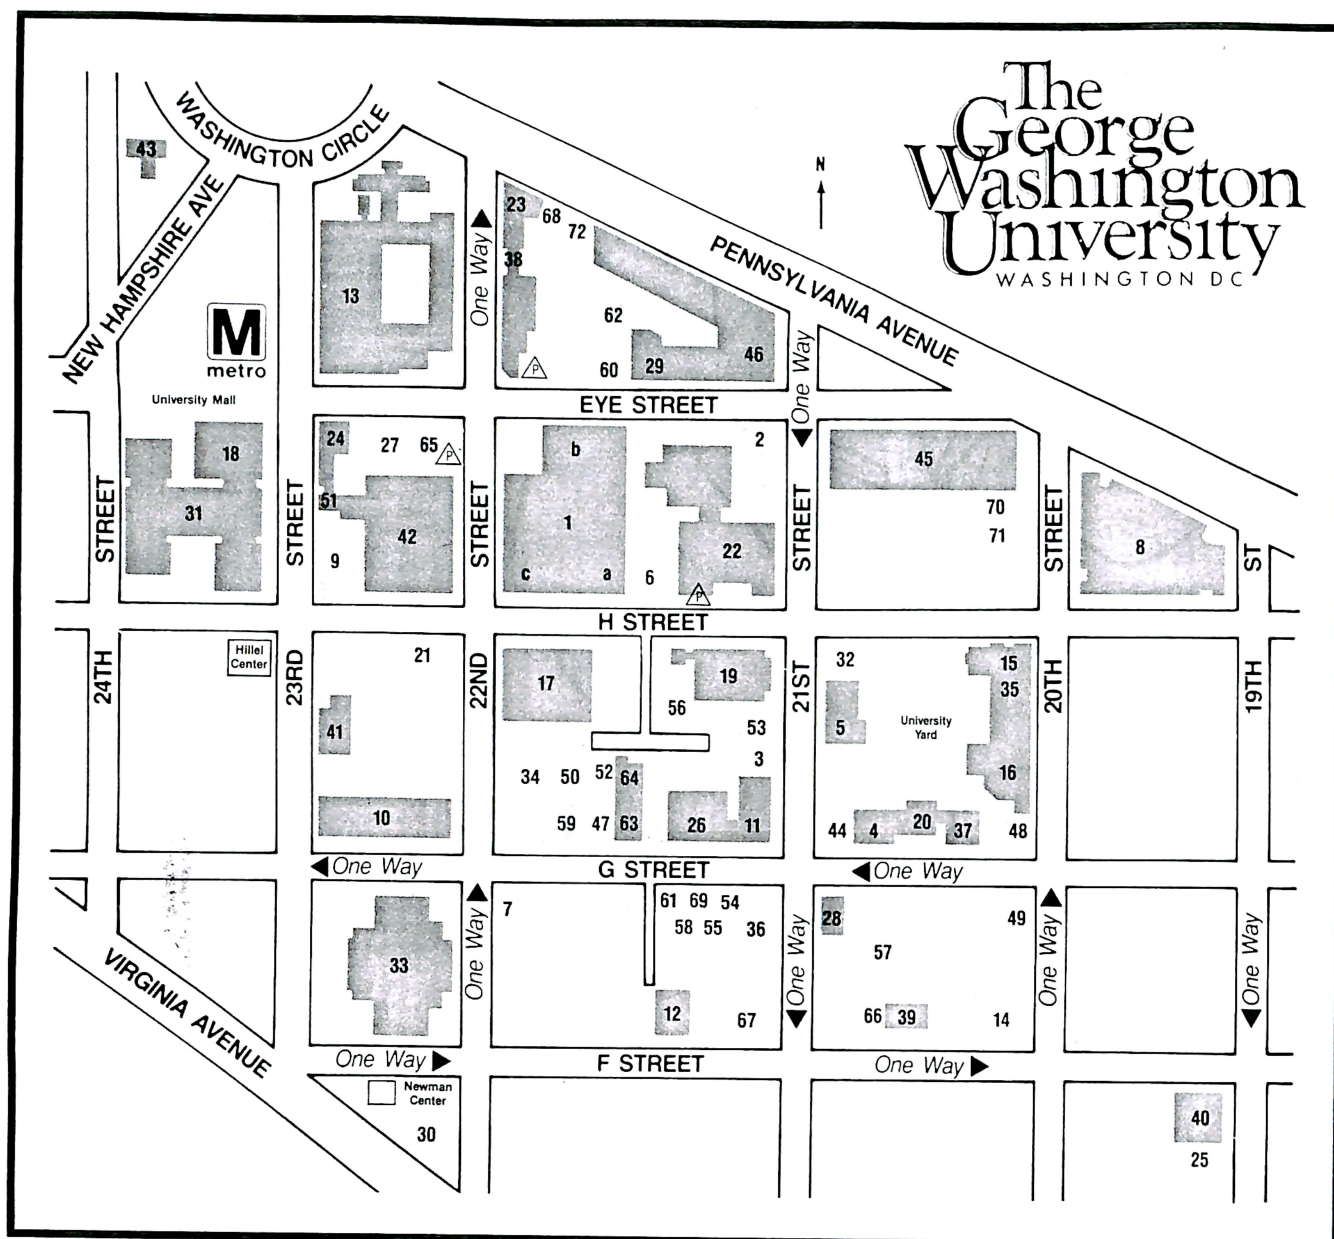 The
George
Washington
University
WASHINGTON DC
N
WASHINGTON CIRCLE
NEW HAMPSHIRE AVE
PENNSYLVANIA AVENUE
43
13
One Way
23
68
72
38
62
60
29
46
P
One Way
M
metro
University Mall
EYE STREET
18
31
24
27
65
P
51
42
9
b
1
c
a
2
22
6
P
45
70
71
8
STREET
STREET
STREET
STREET
STREET
ST
H STREET
24TH
23RD
22ND
21ST
20TH
19TH
Hillel
Center
21
41
10
17
19
56
53
3
34
50
52
64
59
47
63
26
11
32
5
University
Yard
15
35
16
44
4
20
37
48
One Way
G STREET
One Way
33
One Way
7
61 69 54
58 55 36
12
67
One Way
28
49
57
66
39
14
One Way
One Way
VIRGINIA AVENUE
One Way
F STREET
One Way
Newman
Center
30
40
25